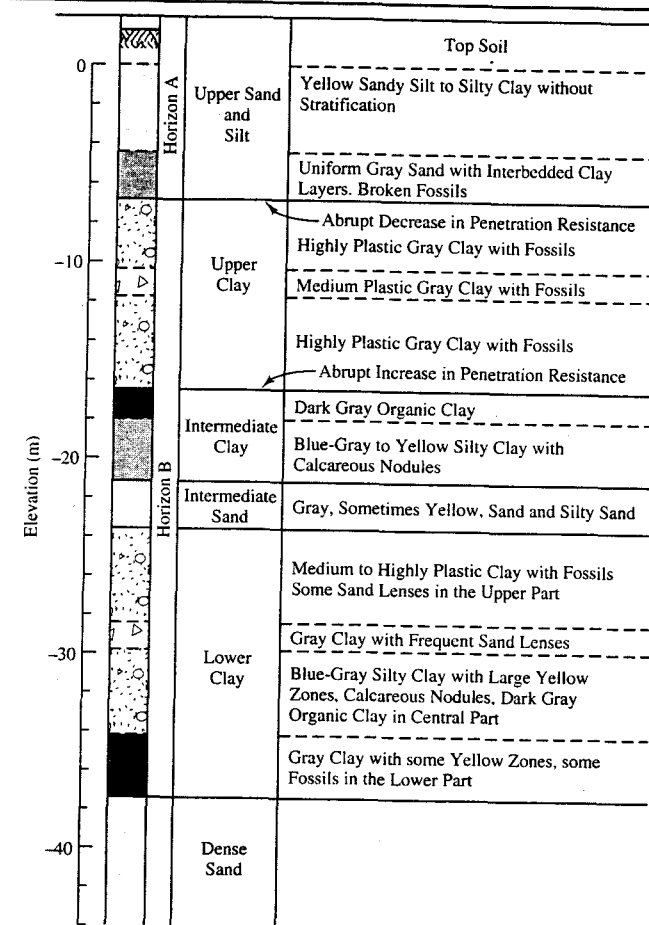 Top Soil
0
Yellow Sandy Silt to Silty Clay without
Stratification
Horizon A
Upper Sand
and
Silt
Uniform Gray Sand with Interbedded Clay
Layers. Broken Fossils
Abrupt Decrease in Penetration Resistance
Highly Plastic Gray Clay with Fossils
-10
Upper
Clay
Medium Plastic Gray Clay with Fossils
Highly Plastic Gray Clay with Fossils
Abrupt Increase in Penetration Resistance
Dark Gray Organic Clay
Intermediate
Clay
Blue-Gray to Yellow Silty Clay with
Calcareous Nodules
-20
Elevation (m)
Horizon B
Intermediate
Sand
Gray, Sometimes Yellow, Sand and Silty Sand
Medium to Highly Plastic Clay with Fossils
Some Sand Lenses in the Upper Part
Gray Clay with Frequent Sand Lenses
-30
Lower
Clay
Blue-Gray Silty Clay with Large Yellow
Zones, Calcareous Nodules, Dark Gray
Organic Clay in Central Part
Gray Clay with some Yellow Zones, some
Fossils in the Lower Part
-40
Dense
Sand